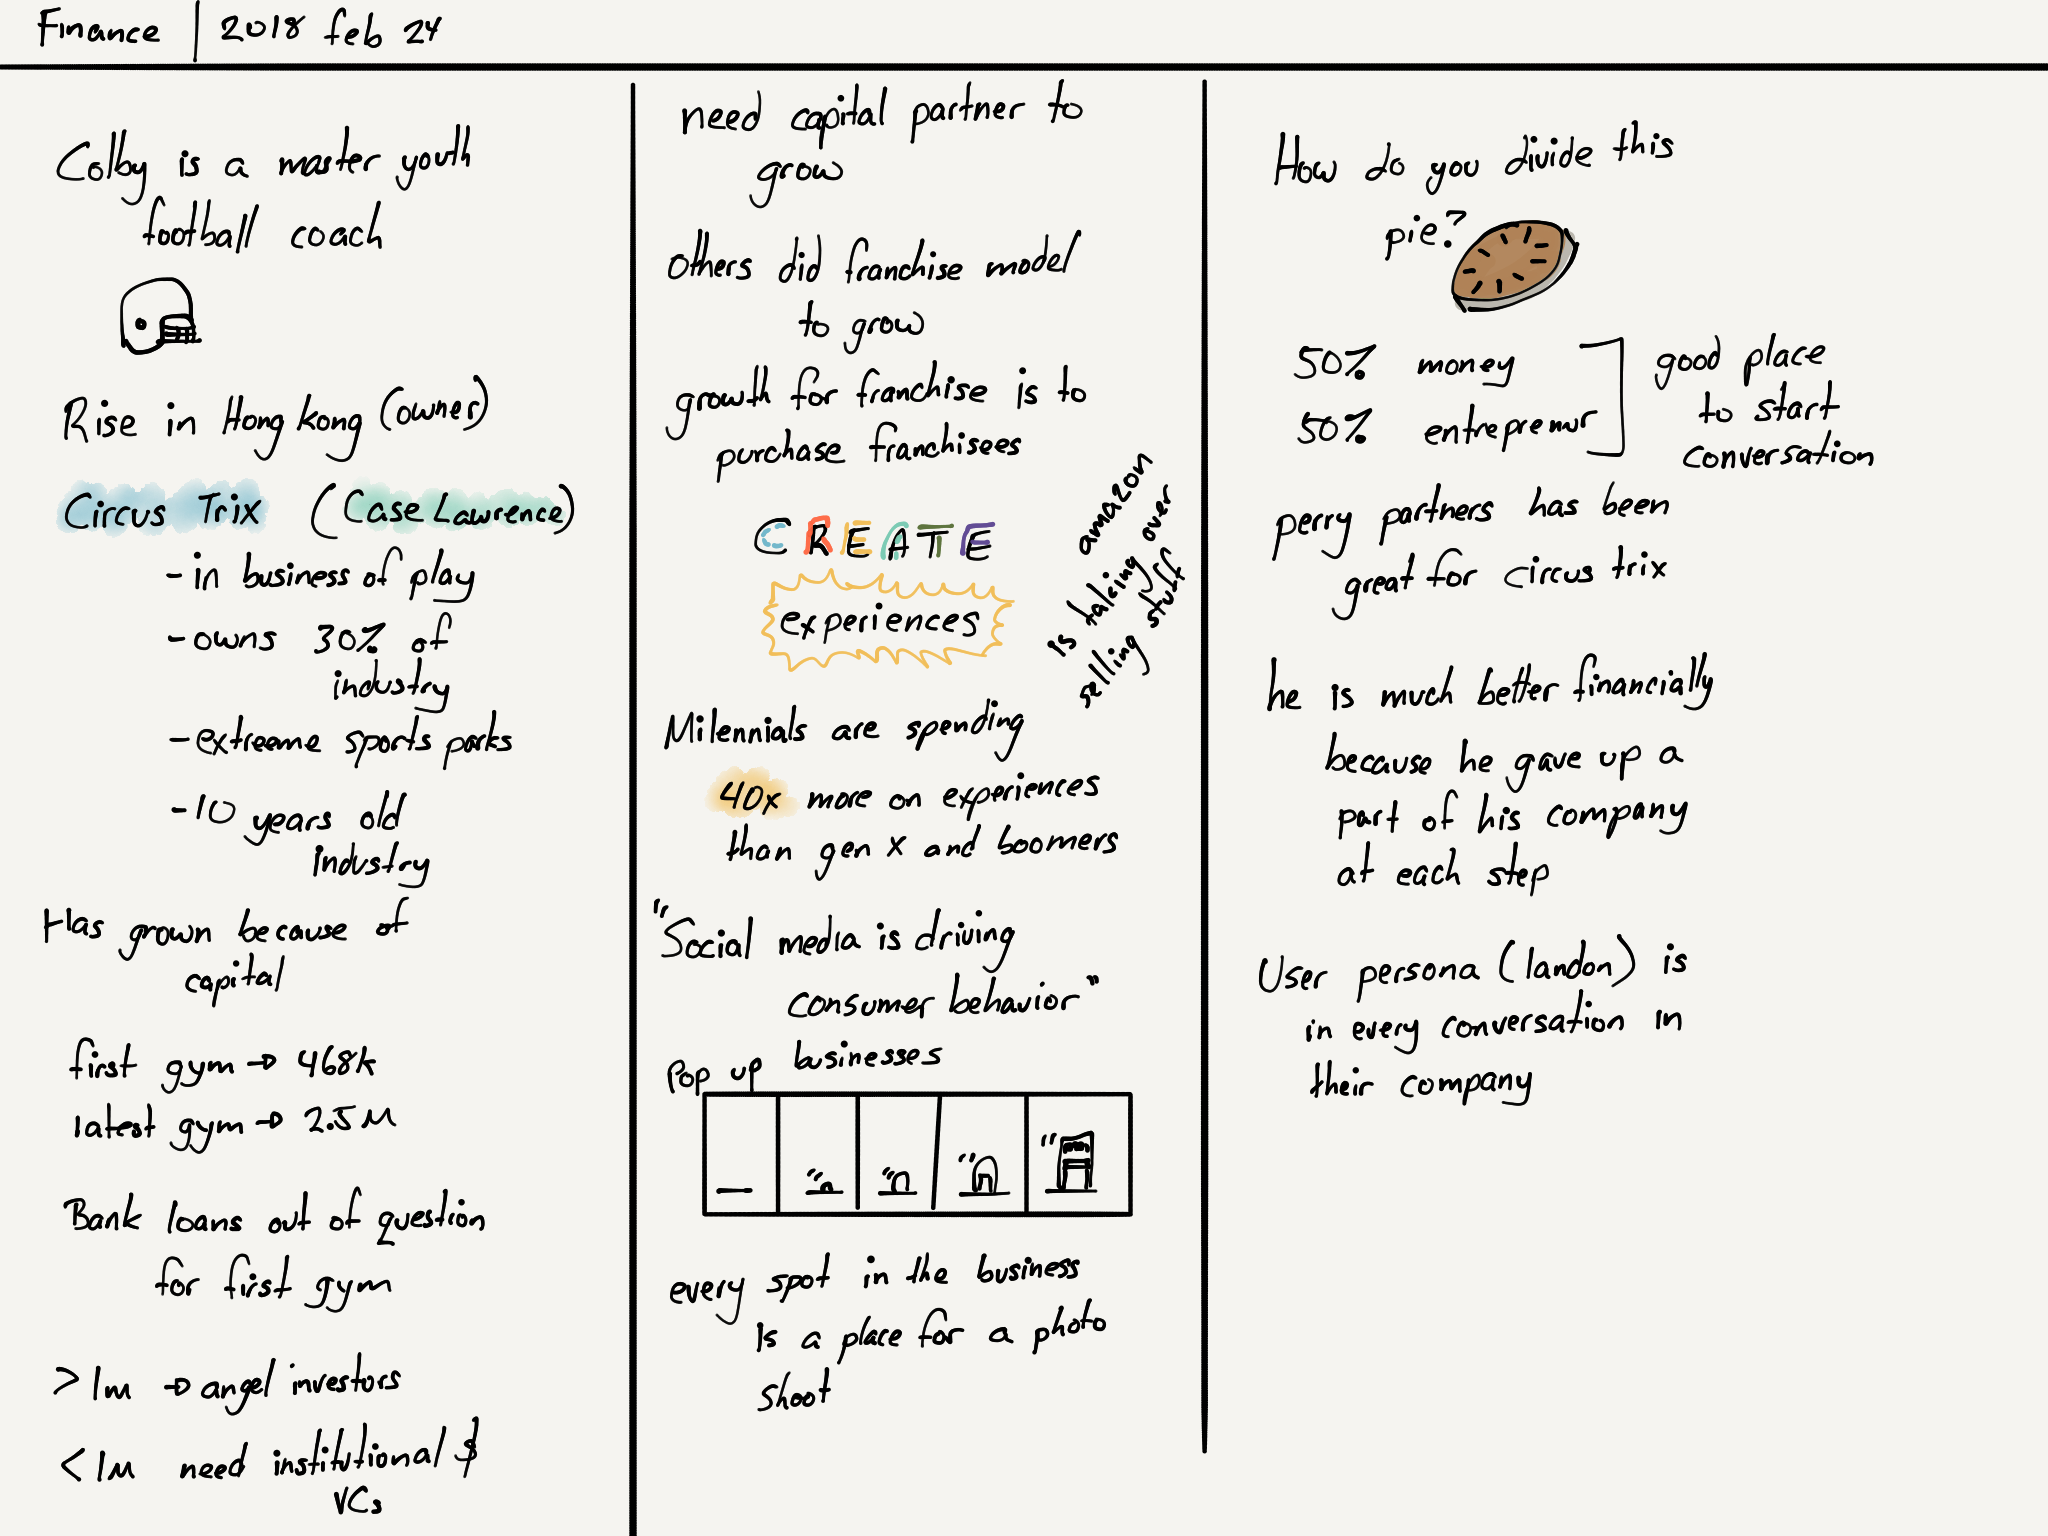 Finance | 2018 feb 24
Colby is a master youth
football coach
Rise in Hong kong (owner)
Circus Trix (Case Lawrence)
- in business of play
- owns 30% of
industry
- extreeme sports parks
- 10 years old
industry
Has grown because of
capital
first gym → 468k
latest gym → 2.5M
Bank loans out of question
for first gym
> 1m → angel investors
< 1M need institutional $
VCs
need capital partner to
grow
Others did franchise model
to grow
growth for franchise is to
purchase franchisees
CREATE
experiences
amazon
is taking over
selling stuff
Milennials are spending
40x more on experiences
than gen x and boomers
"Social media is driving
consumer behavior"
Pop up businesses
every spot in the business
is a place for a photo
shoot
How do you divide this
pie?
50% money
50% entreprenur
good place
to start
conversation
perry partners has been
great for circus trix
he is much better financially
because he gave up a
part of his company
at each step
User persona (landon) is
in every conversation in
their company